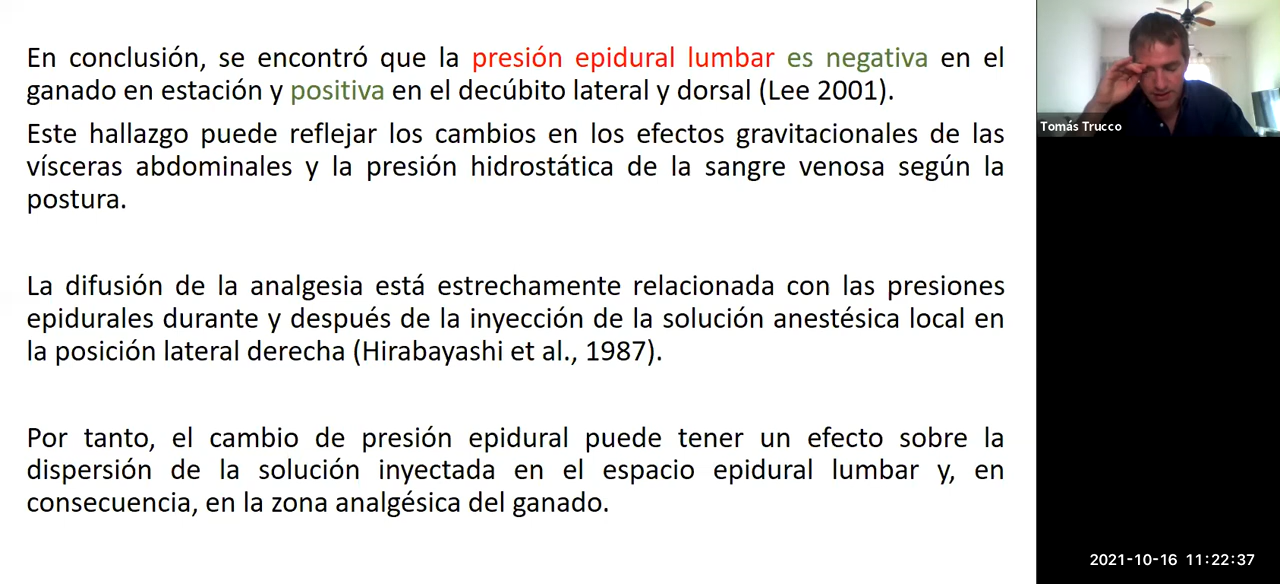 En conclusión, se encontró que la presión epidural lumbar es negativa en el
ganado en estación y positiva en el decúbito lateral y dorsal (Lee 2001).
Este hallazgo puede reflejar los cambios en los efectos gravitacionales de las
vísceras abdominales y la presión hidrostática de la sangre venosa según la
postura.
La difusión de la analgesia está estrechamente relacionada con las presiones
epidurales durante y después de la inyección de la solución anestésica local en
la posición lateral derecha (Hirabayashi et al., 1987).
Por tanto, el cambio de presión epidural puede tener un efecto sobre la
dispersión de la solución inyectada en el espacio epidural lumbar y, en
consecuencia, en la zona analgésica del ganado.
Tomás Trucco
2021-10-16 11:22:37